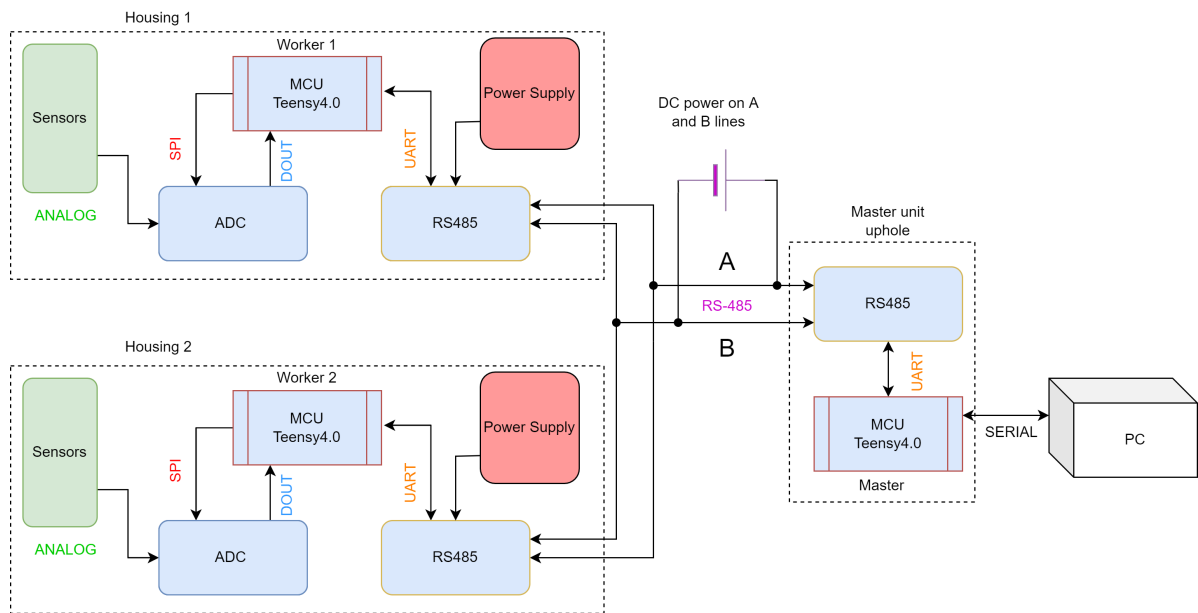 Housing 1
Sensors
ANALOG
Worker 1
MCU
Teensy4.0
SPI
DOUT
ADC
UART
Power Supply
RS485
DC power on A
and B lines
A
RS-485
B
Master unit
uphole
RS485
UART
MCU
Teensy4.0
Master
SERIAL
PC
Housing 2
Sensors
ANALOG
Worker 2
MCU
Teensy4.0
SPI
DOUT
ADC
UART
Power Supply
RS485